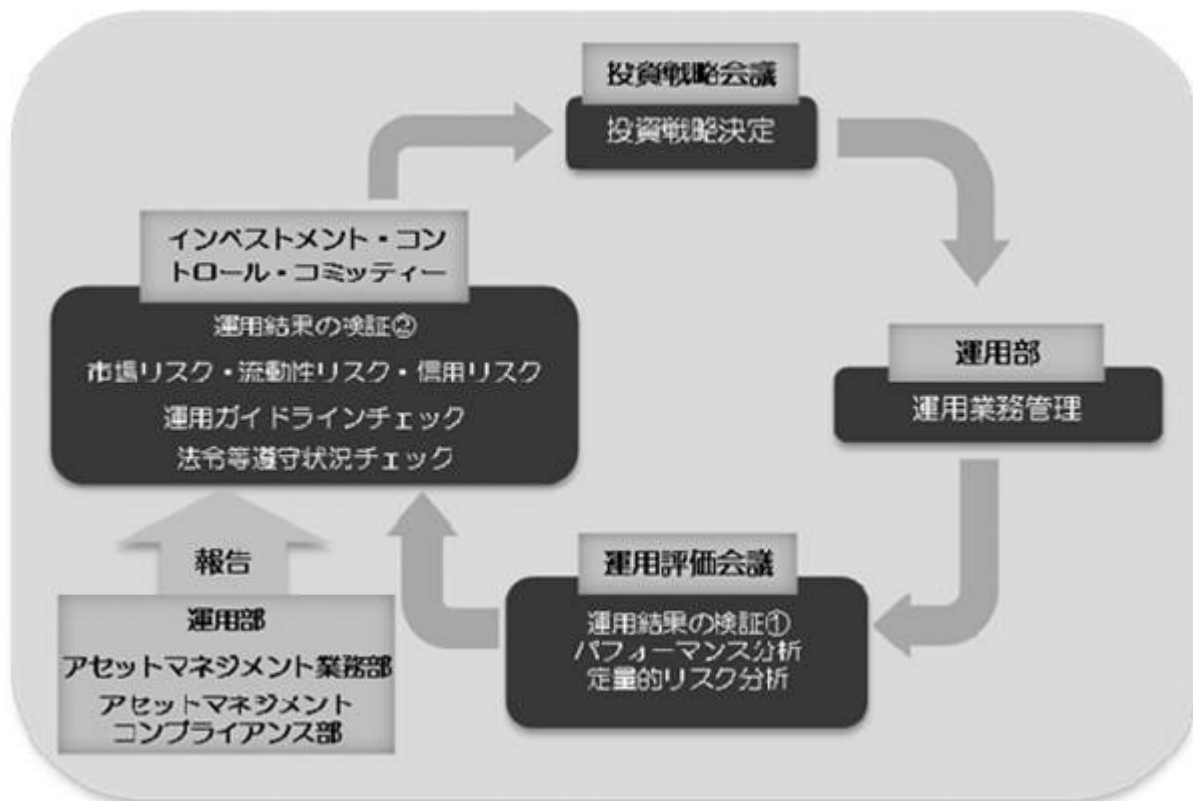 投資戦略会議
投資戦略決定
インベストメント・コン
トロール・コミッティー
運用結果の検証②
市場リスク・流動性リスク・信用リスク
運用ガイドラインチェック
法令等遵守状況チェック
運用部
運用業務管理
報告
運用部
アセットマネジメント業務部
アセットマネジメント
コンプライアンス部
運用評価会議
運用結果の検証①
パフォーマンス分析
定量的リスク分析